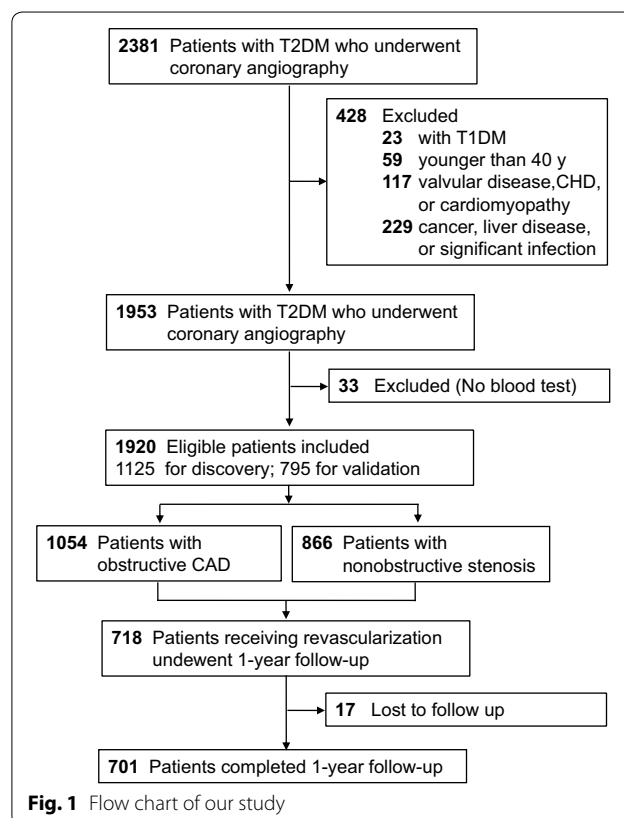 2381 Patients with T2DM who underwent
coronary angiography
428 Excluded
23 with T1DM
59 younger than 40 y
117 valvular disease,CHD,
or cardiomyopathy
229 cancer, liver disease,
or significant infection
1953 Patients with T2DM who underwent
coronary angiography
33 Excluded (No blood test)
1920 Eligible patients included
1125 for discovery; 795 for validation
1054 Patients with
obstructive CAD
866 Patients with
nonobstructive stenosis
718 Patients receiving revascularization
undewent 1-year follow-up
17 Lost to follow up
701 Patients completed 1-year follow-up
Fig. 1 Flow chart of our study